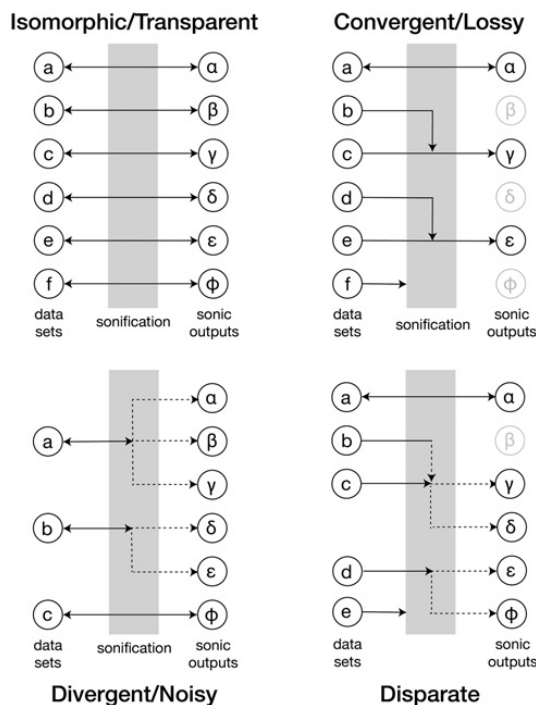 Isomorphic/Transparent
a α
b β
c γ
d δ
e ε
f ϕ
data
sets
sonification
sonic
outputs
Convergent/Lossy
a α
b β
c γ
d δ
e ε
f ϕ
data
sets
sonification
sonic
outputs
α
a β
γ
b δ
ε
c ϕ
data
sets
sonification
sonic
outputs
Divergent/Noisy
a α
b β
c γ
δ
d ε
e ϕ
data
sets
sonification
sonic
outputs
Disparate